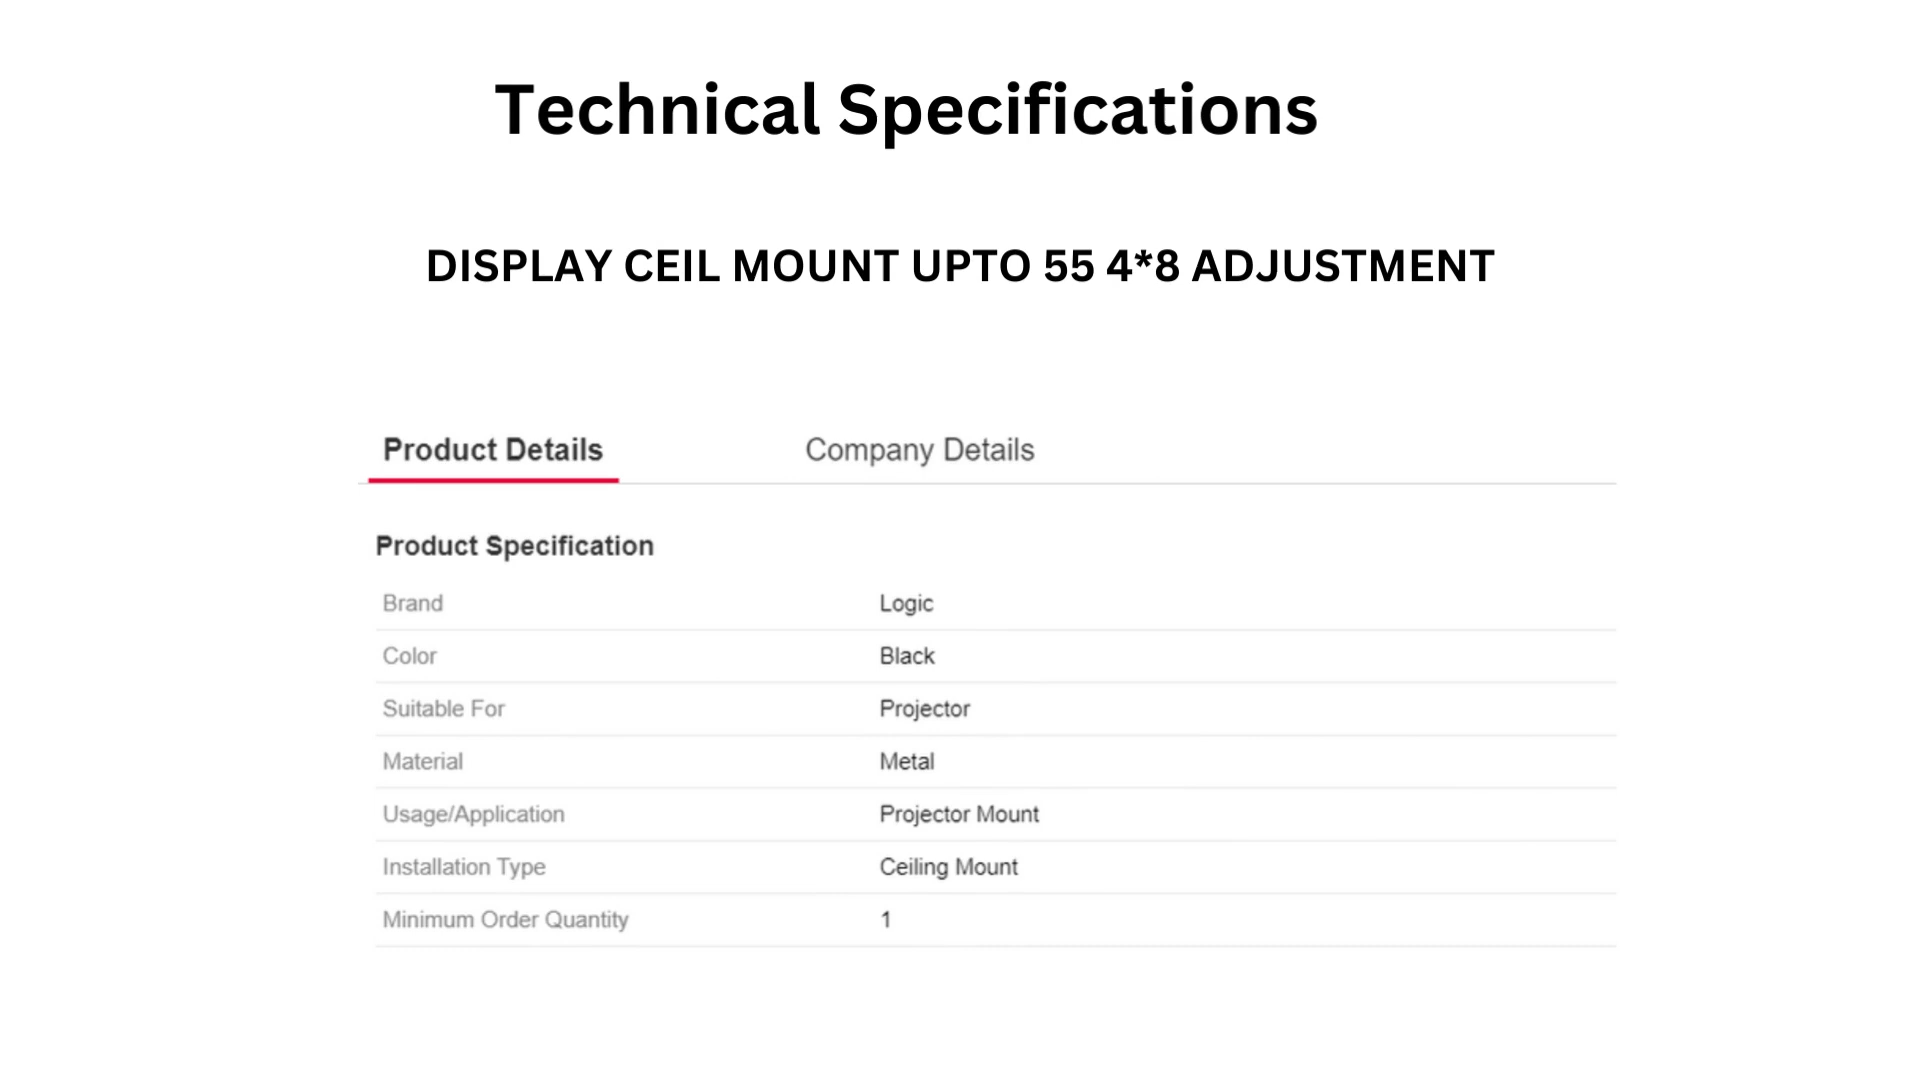 Technical Specifications
DISPLAY CEIL MOUNT UPTO 55 4*8 ADJUSTMENT
Product Details Company Details
Product Specification
Brand Logic
Color Black
Suitable For Projector
Material Metal
Usage/Application Projector Mount
Installation Type Ceiling Mount
Minimum Order Quantity 1